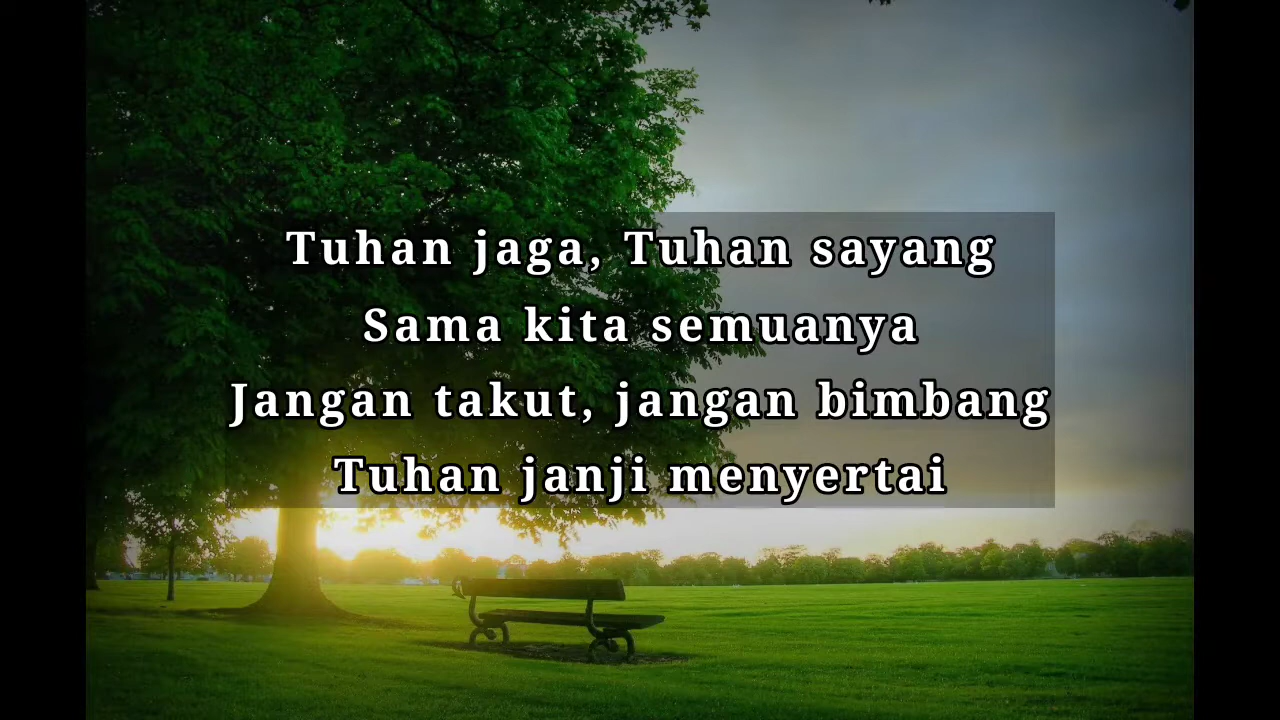 Tuhan jaga, Tuhan sayang
Sama kita semuanya
Jangan takut, jangan bimbang
Tuhan janji menyertai